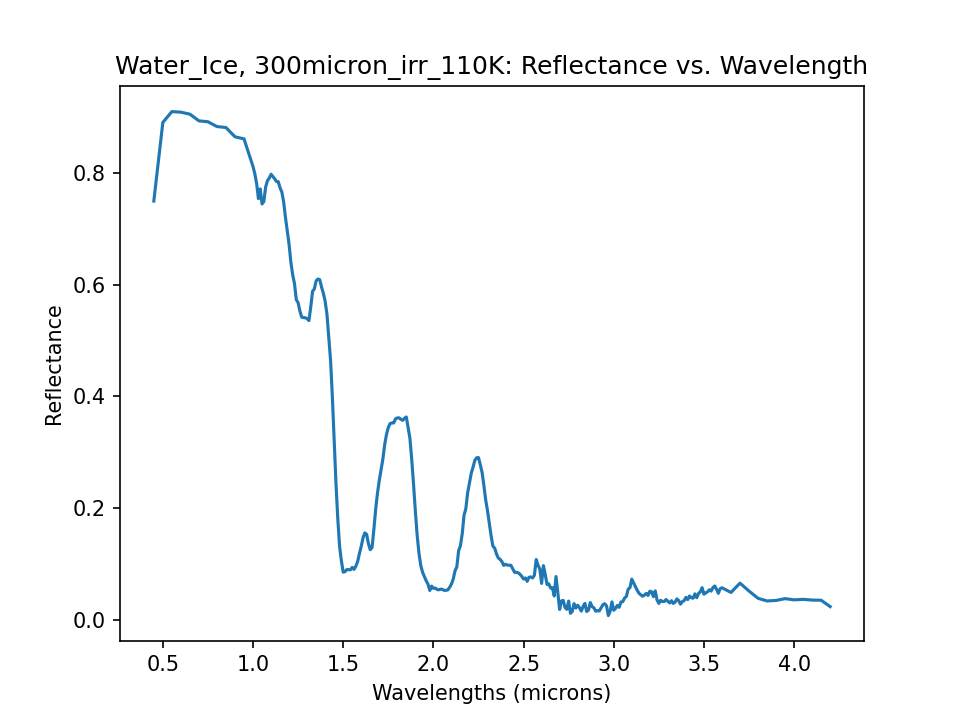 Water_Ice, 300micron_irr_110K: Reflectance vs. Wavelength
Reflectance
0.8
0.6
0.4
0.2
0.0
0.5 1.0 1.5 2.0 2.5 3.0 3.5 4.0
Wavelengths (microns)